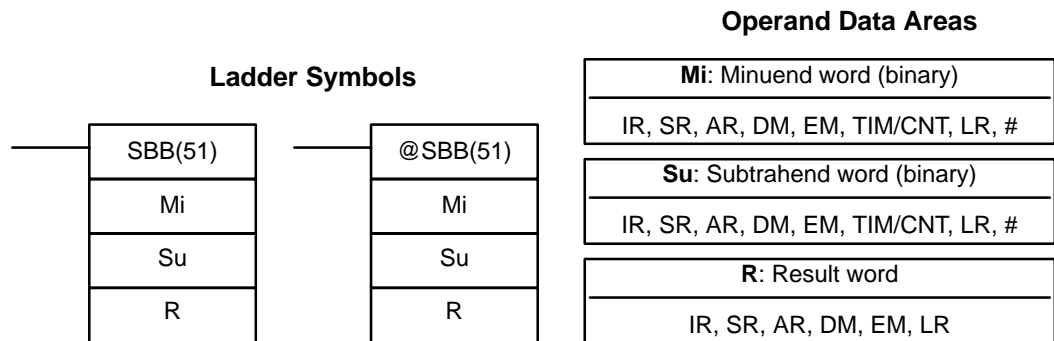 Operand Data Areas
Ladder Symbols
SBB(51)
Mi
Su
R
@SBB(51)
Mi
Su
R
Mi: Minuend word (binary)
IR, SR, AR, DM, EM, TIM/CNT, LR, #
Su: Subtrahend word (binary)
IR, SR, AR, DM, EM, TIM/CNT, LR, #
R: Result word
IR, SR, AR, DM, EM, LR